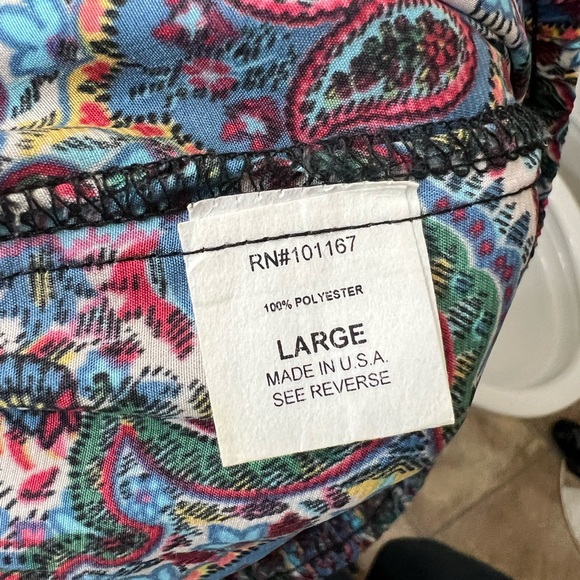 RN#101167
100% POLYESTER
LARGE
MADE IN U.S.A.
SEE REVERSE